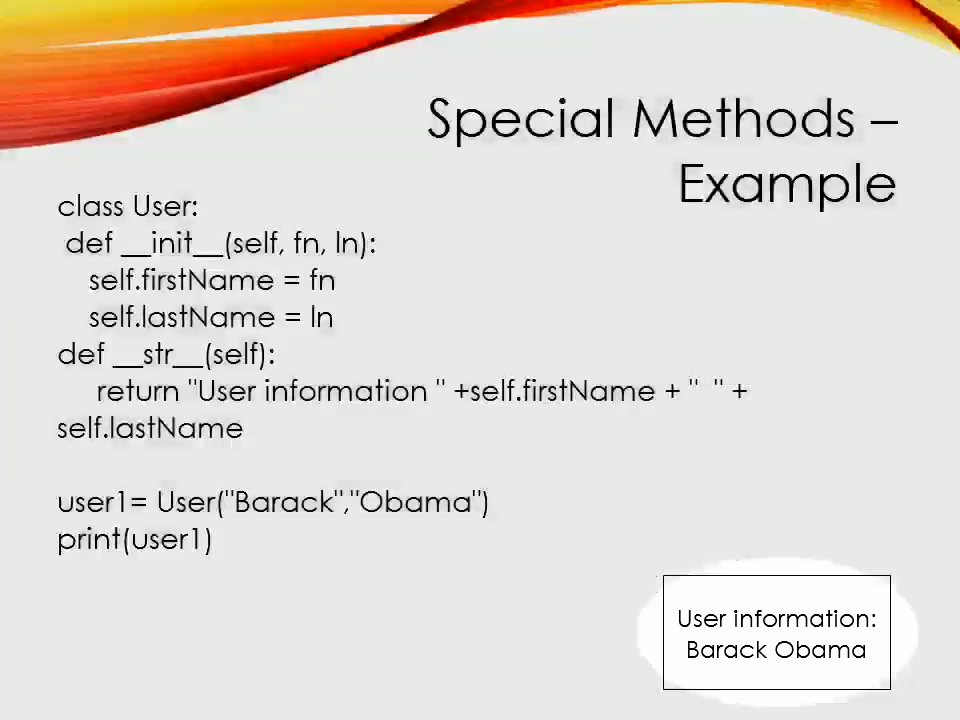 Special Methods –
Example
class User:
def __init__(self, fn, ln):
self.firstName = fn
self.lastName = ln
def __str__(self):
return "User information " +self.firstName + "  " +
self.lastName
user1= User("Barack","Obama")
print(user1)
User information:
Barack Obama